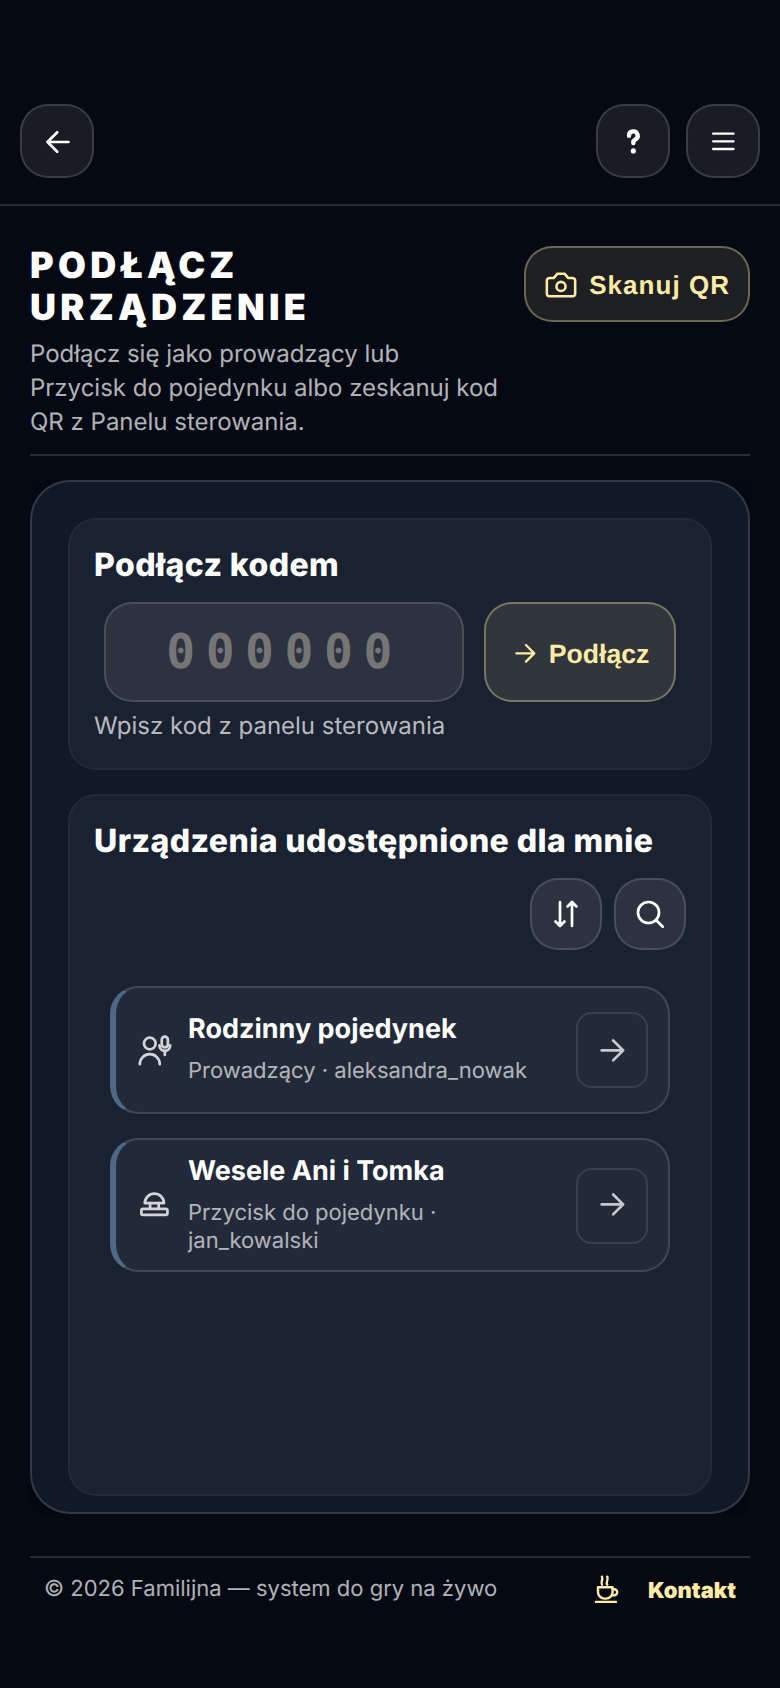 ?
PODŁĄCZ
URZĄDZENIE
Skanuj QR
Podłącz się jako prowadzący lub
Przycisk do pojedynku albo zeskanuj kod
QR z Panelu sterowania.
Podłącz kodem
000000
Podłącz
Wpisz kod z panelu sterowania
Urządzenia udostępnione dla mnie
Rodzinny pojedynek
Prowadzący · aleksandra_nowak
Wesele Ani i Tomka
Przycisk do pojedynku ·
jan_kowalski
© 2026 Familijna — system do gry na żywo
Kontakt